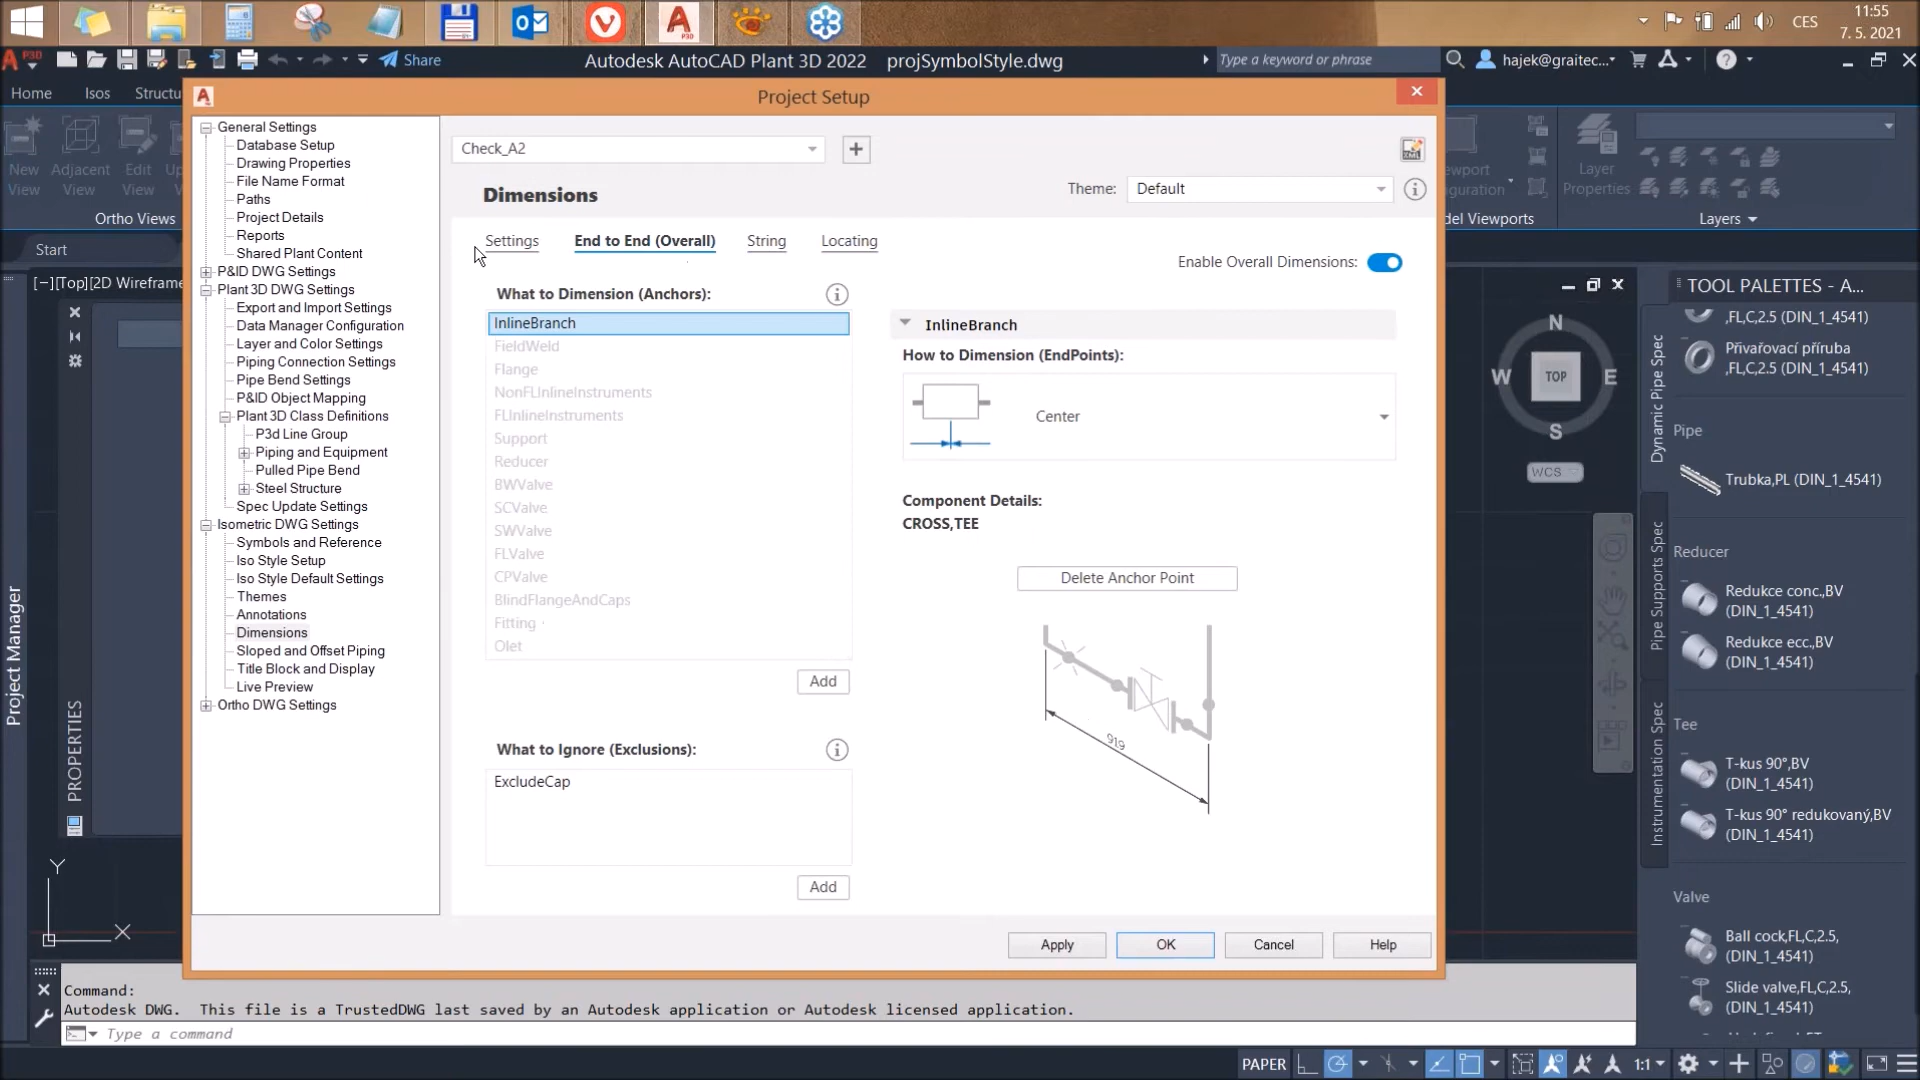 CES
11:55
7. 5. 2021
Share
Autodesk AutoCAD Plant 3D 2022 projSymbolStyle.dwg
Type a keyword or phrase
hajek@graitec...
Home
Isos
Structu
New View
Adjacent View
Edit View
Ortho Views
Start
[−][Top][2D Wireframe
Project Manager
PROPERTIES
Y
X
Project Setup
General Settings
Database Setup
Drawing Properties
File Name Format
Paths
Project Details
Reports
Shared Plant Content
P&ID DWG Settings
Plant 3D DWG Settings
Export and Import Settings
Data Manager Configuration
Layer and Color Settings
Piping Connection Settings
Pipe Bend Settings
P&ID Object Mapping
Plant 3D Class Definitions
P3d Line Group
Piping and Equipment
Pulled Pipe Bend
Steel Structure
Spec Update Settings
Isometric DWG Settings
Symbols and Reference
Iso Style Setup
Iso Style Default Settings
Themes
Annotations
Dimensions
Sloped and Offset Piping
Title Block and Display
Live Preview
Ortho DWG Settings
Check_A2
Dimensions
Theme:
Default
Settings
End to End (Overall)
String
Locating
Enable Overall Dimensions:
What to Dimension (Anchors):
InlineBranch
FieldWeld
Flange
NonFLInlineInstruments
FLInlineInstruments
Support
Reducer
BWValve
SCValve
SWValve
FLValve
CPValve
BlindFlangeAndCaps
Fitting
Olet
Add
What to Ignore (Exclusions):
ExcludeCap
Add
InlineBranch
How to Dimension (EndPoints):
Center
Component Details:
CROSS,TEE
Delete Anchor Point
919
Apply
OK
Cancel
Help
Layer Properties
del Viewports
Layers
N
W
TOP
E
S
WCS
TOOL PALETTES - A...
Dynamic Pipe Spec
Pipe Supports Spec
Instrumentation Spec
,FL,C,2.5 (DIN_1_4541)
Přivařovací příruba
,FL,C,2.5 (DIN_1_4541)
Pipe
Trubka,PL (DIN_1_4541)
Reducer
Redukce conc.,BV
(DIN_1_4541)
Redukce ecc.,BV
(DIN_1_4541)
Tee
T-kus 90°,BV
(DIN_1_4541)
T-kus 90° redukovaný,BV
(DIN_1_4541)
Valve
Ball cock,FL,C,2.5,
(DIN_1_4541)
Slide valve,FL,C,2.5,
(DIN_1_4541)
Command:
Autodesk DWG. This file is a TrustedDWG last saved by an Autodesk application or Autodesk licensed application.
Type a command
PAPER
1:1